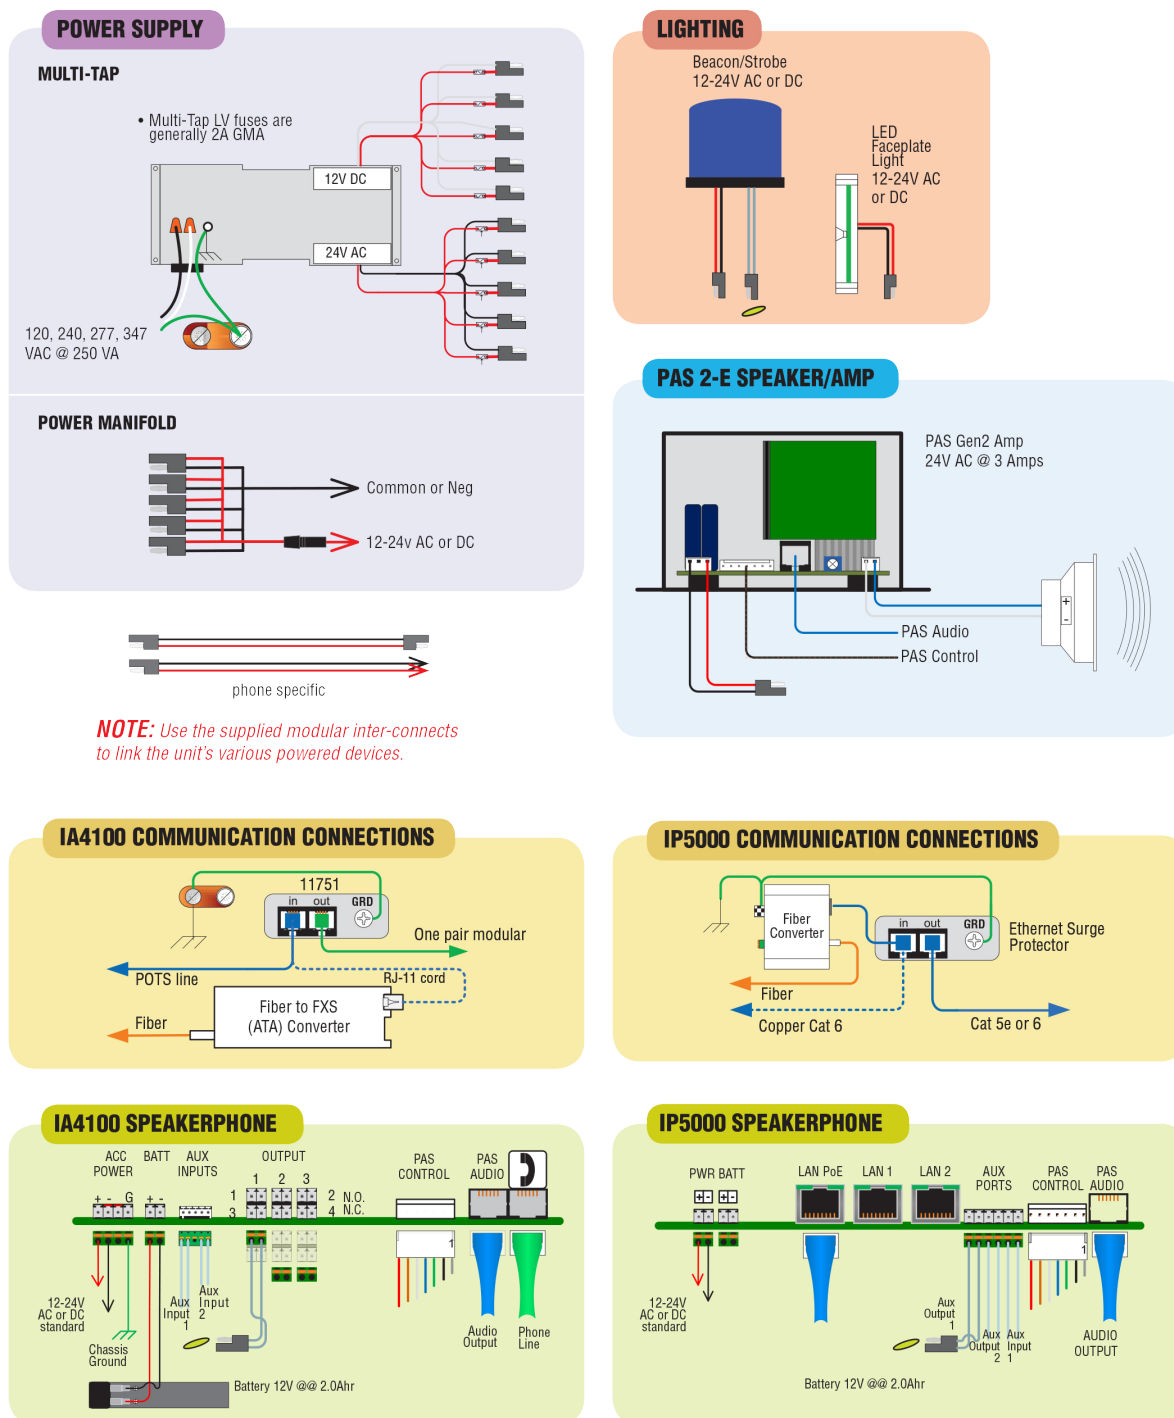 POWER SUPPLY
MULTI-TAP
• Multi-Tap LV fuses are
generally 2A GMA
12V DC
24V AC
120, 240, 277, 347
VAC @ 250 VA
POWER MANIFOLD
Common or Neg
12-24v AC or DC
phone specific
NOTE: Use the supplied modular inter-connects
to link the unit's various powered devices.
LIGHTING
Beacon/Strobe
12-24V AC or DC
LED
Faceplate
Light
12-24V AC
or DC
PAS 2-E SPEAKER/AMP
PAS Gen2 Amp
24V AC @ 3 Amps
+
-
PAS Audio
PAS Control
IA4100 COMMUNICATION CONNECTIONS
11751
in out GRD
One pair modular
POTS line
RJ-11 cord
Fiber to FXS
(ATA) Converter
Fiber
IP5000 COMMUNICATION CONNECTIONS
Fiber
Converter
in out GRD
Ethernet Surge
Protector
Fiber
Copper Cat 6
Cat 5e or 6
IA4100 SPEAKERPHONE
ACC
POWER
BATT
AUX
INPUTS
OUTPUT
PAS
CONTROL
PAS
AUDIO
1 2 3
+ - G
+ -
1 2 N.O.
3 4 N.C.
1
12-24V
AC or DC
standard
Chassis
Ground
Aux
Input
1
Aux
Input
2
Audio
Output
Phone
Line
Battery 12V @@ 2.0Ahr
IP5000 SPEAKERPHONE
PWR BATT
+ - + -
LAN PoE
LAN 1
LAN 2
AUX
PORTS
PAS
CONTROL
PAS
AUDIO
1
12-24V
AC or DC
standard
Aux
Output
1
Aux
Output
2
Aux
Input
1
AUDIO
OUTPUT
Battery 12V @@ 2.0Ahr